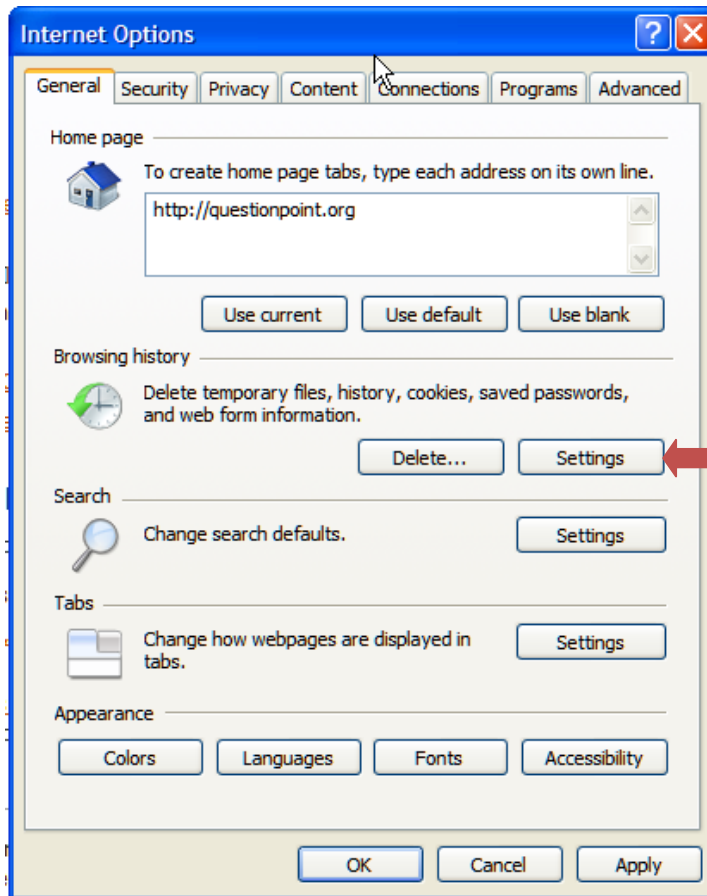 Internet Options
General Security Privacy Content Connections Programs Advanced
Home page
To create home page tabs, type each address on its own line.
http://questionpoint.org
Use current Use default Use blank
Browsing history
Delete temporary files, history, cookies, saved passwords,
and web form information.
Delete... Settings
Search
Change search defaults. Settings
Tabs
Change how webpages are displayed in
tabs.
Settings
Appearance
Colors Languages Fonts Accessibility
OK Cancel Apply